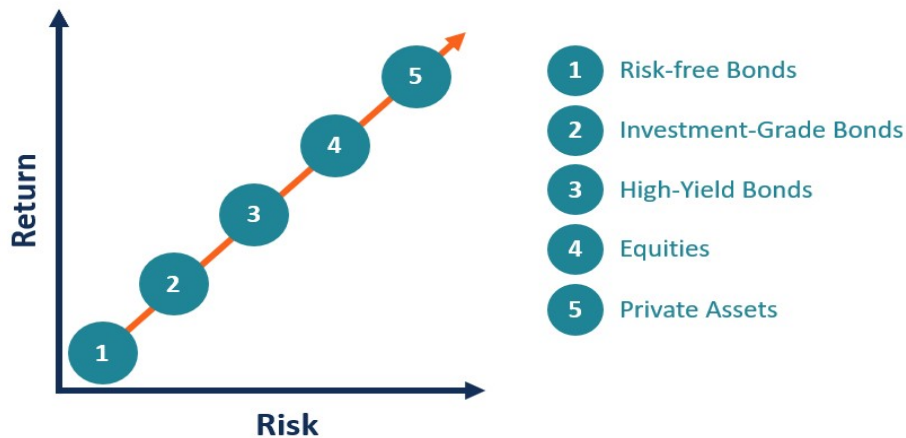 Return
Risk
5
4
3
2
1
1 Risk-free Bonds
2 Investment-Grade Bonds
3 High-Yield Bonds
4 Equities
5 Private Assets